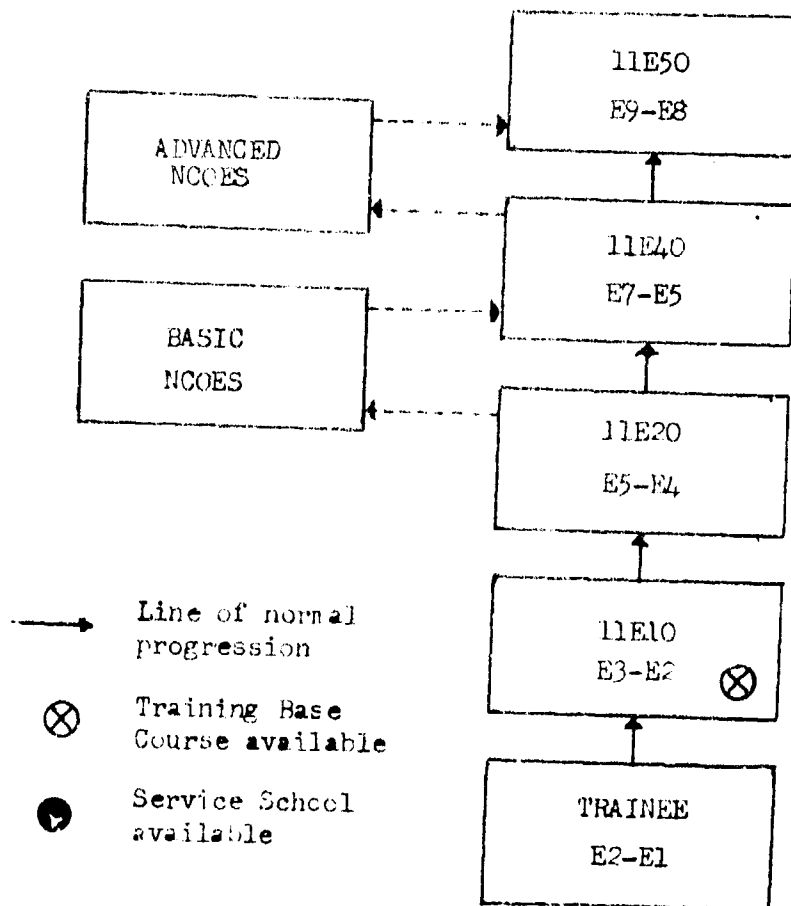 11E50
E9-E8
ADVANCED
NCOES
11E40
E7-E5
BASIC
NCOES
11E20
E5-E4
11E10
E3-E2
TRAINEE
E2-E1
Line of normal
progression
Training Base
Course available
Service School
available